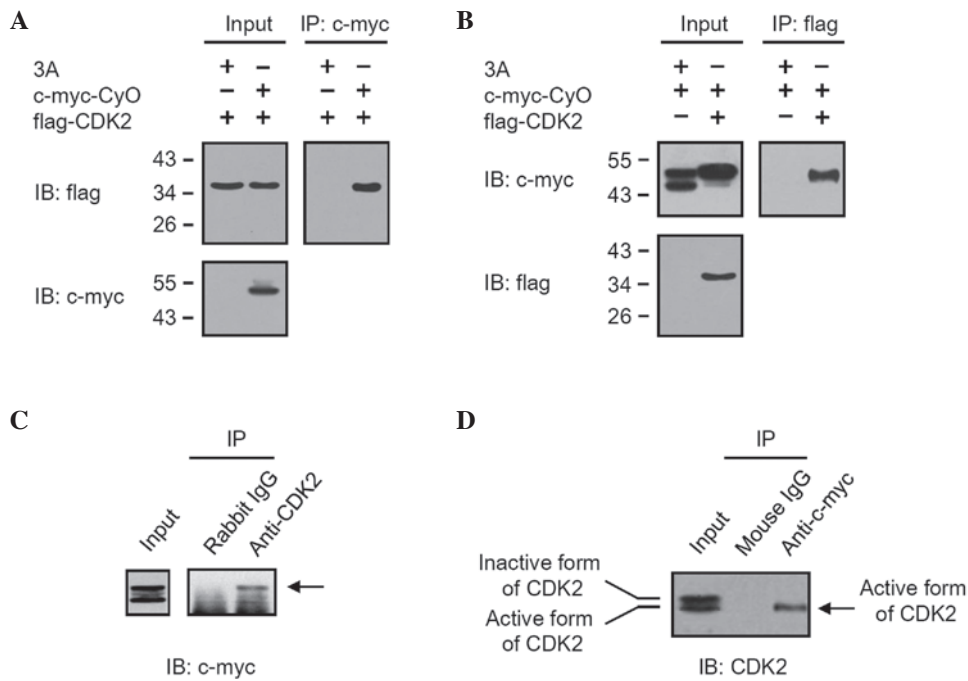 A
Input IP: c-myc
3A + – + –
c-myc-CyO – + – +
flag-CDK2 + + + +
IB: flag
43
34
26
IB: c-myc
55
43
B
Input IP: flag
3A + – + –
c-myc-CyO + + + +
flag-CDK2 – + – +
IB: c-myc
55
43
IB: flag
43
34
26
C
IP
Input
Rabbit IgG
Anti-CDK2
IB: c-myc
D
IP
Input
Mouse IgG
Anti-c-myc
Inactive form
of CDK2
Active form
of CDK2
Active form
of CDK2
IB: CDK2